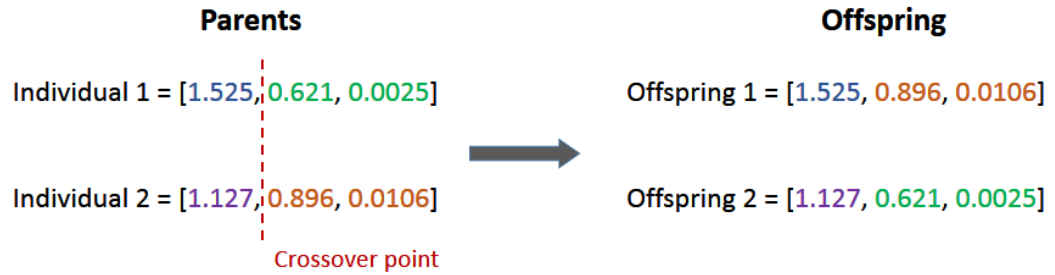 Parents
Offspring
Individual 1 = [1.525, 0.621, 0.0025]
Offspring 1 = [1.525, 0.896, 0.0106]
Individual 2 = [1.127, 0.896, 0.0106]
Offspring 2 = [1.127, 0.621, 0.0025]
Crossover point